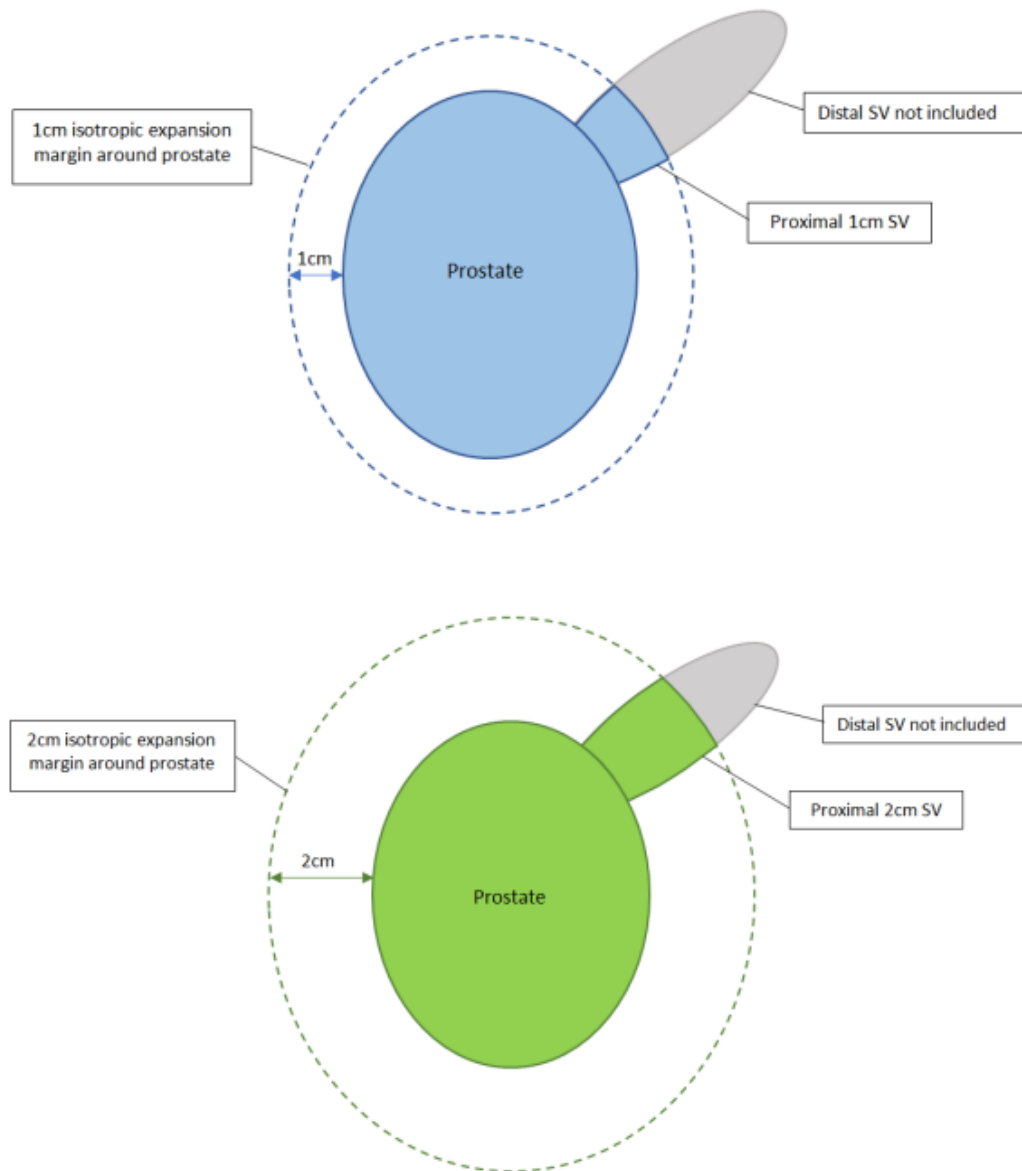 1cm isotropic expansion
margin around prostate
Distal SV not included
Proximal 1cm SV
1cm
Prostate
2cm isotropic expansion
margin around prostate
Distal SV not included
Proximal 2cm SV
2cm
Prostate